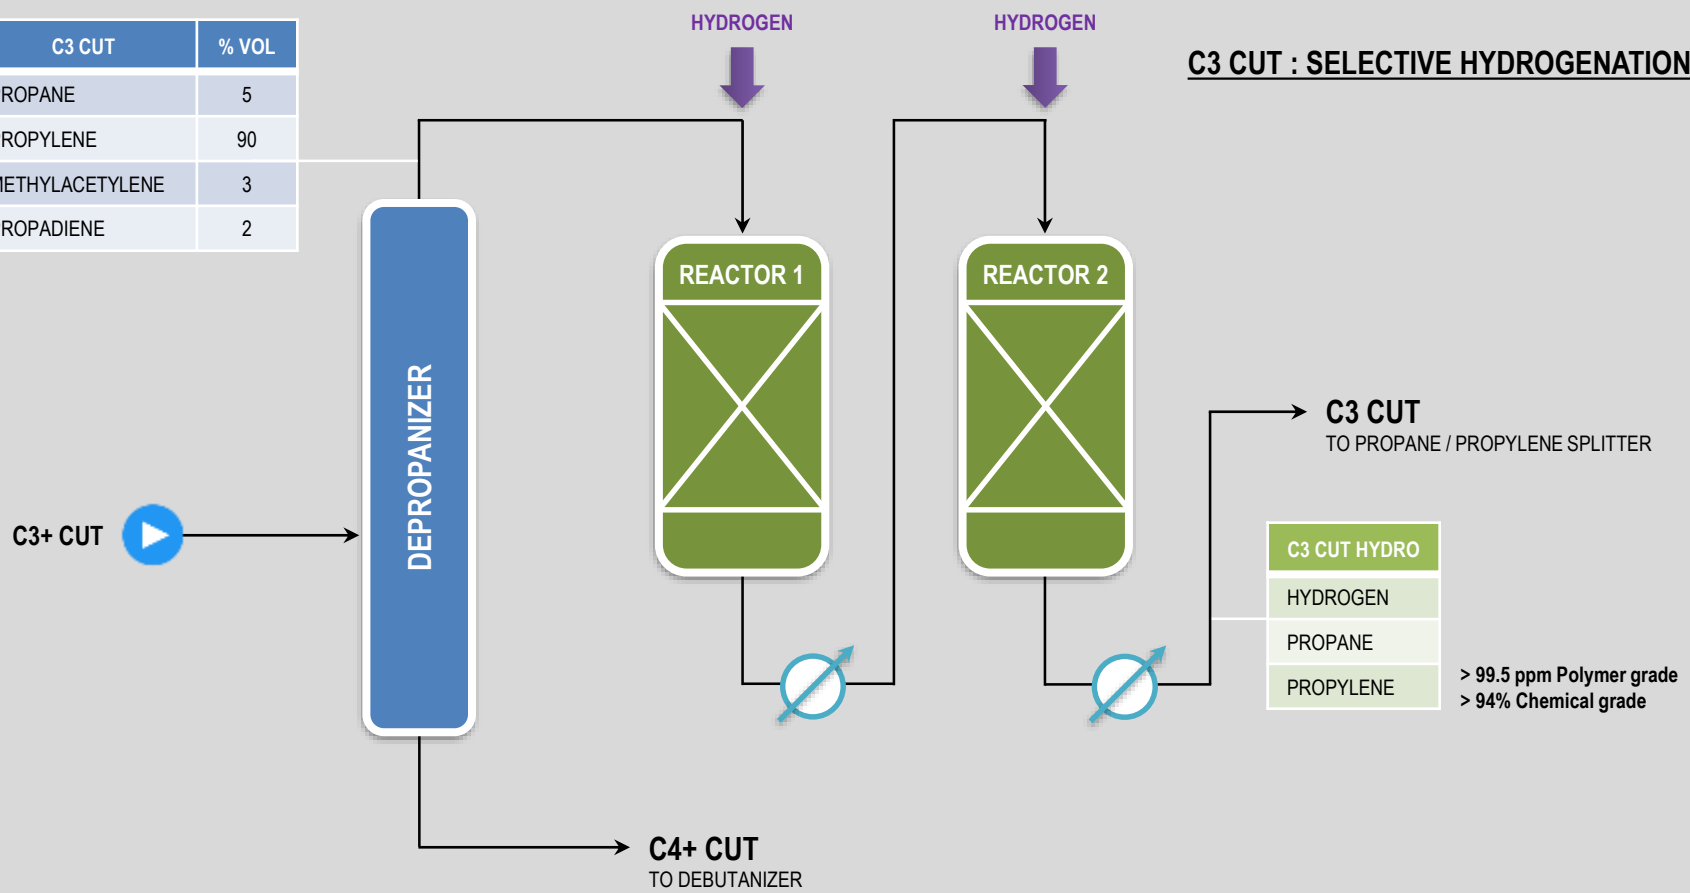 HYDROGEN
HYDROGEN
C3 CUT : SELECTIVE HYDROGENATION
C3 CUT % VOL
ROPANE 5
ROPYLENE 90
METHYLACETYLENE 3
ROPADIENE 2
REACTOR 1
REACTOR 2
DEPROPANIZER
C3 CUT
TO PROPANE / PROPYLENE SPLITTER
C3+ CUT
C3 CUT HYDRO
HYDROGEN
PROPANE
PROPYLENE
> 99.5 ppm Polymer grade
> 94% Chemical grade
C4+ CUT
TO DEBUTANIZER